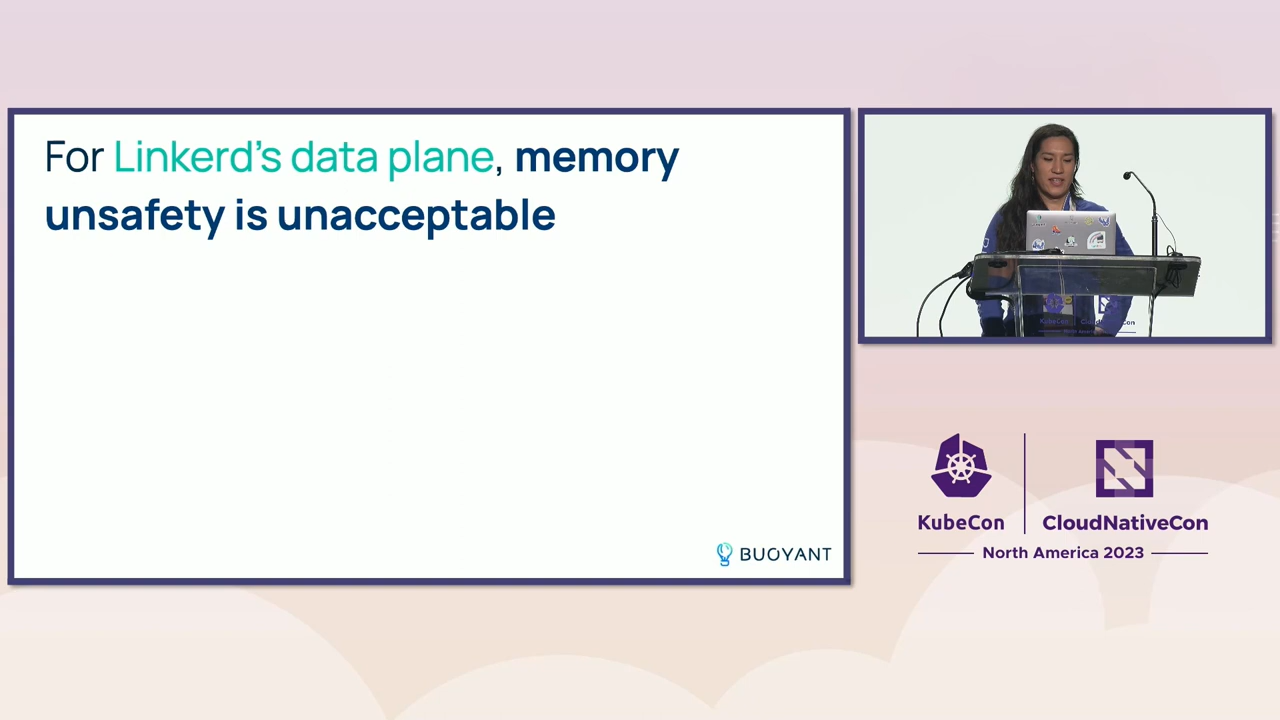 For Linkerd's data plane, memory
unsafety is unacceptable
BUOYANT
KubeCon
CloudNativeCon
North America 2023